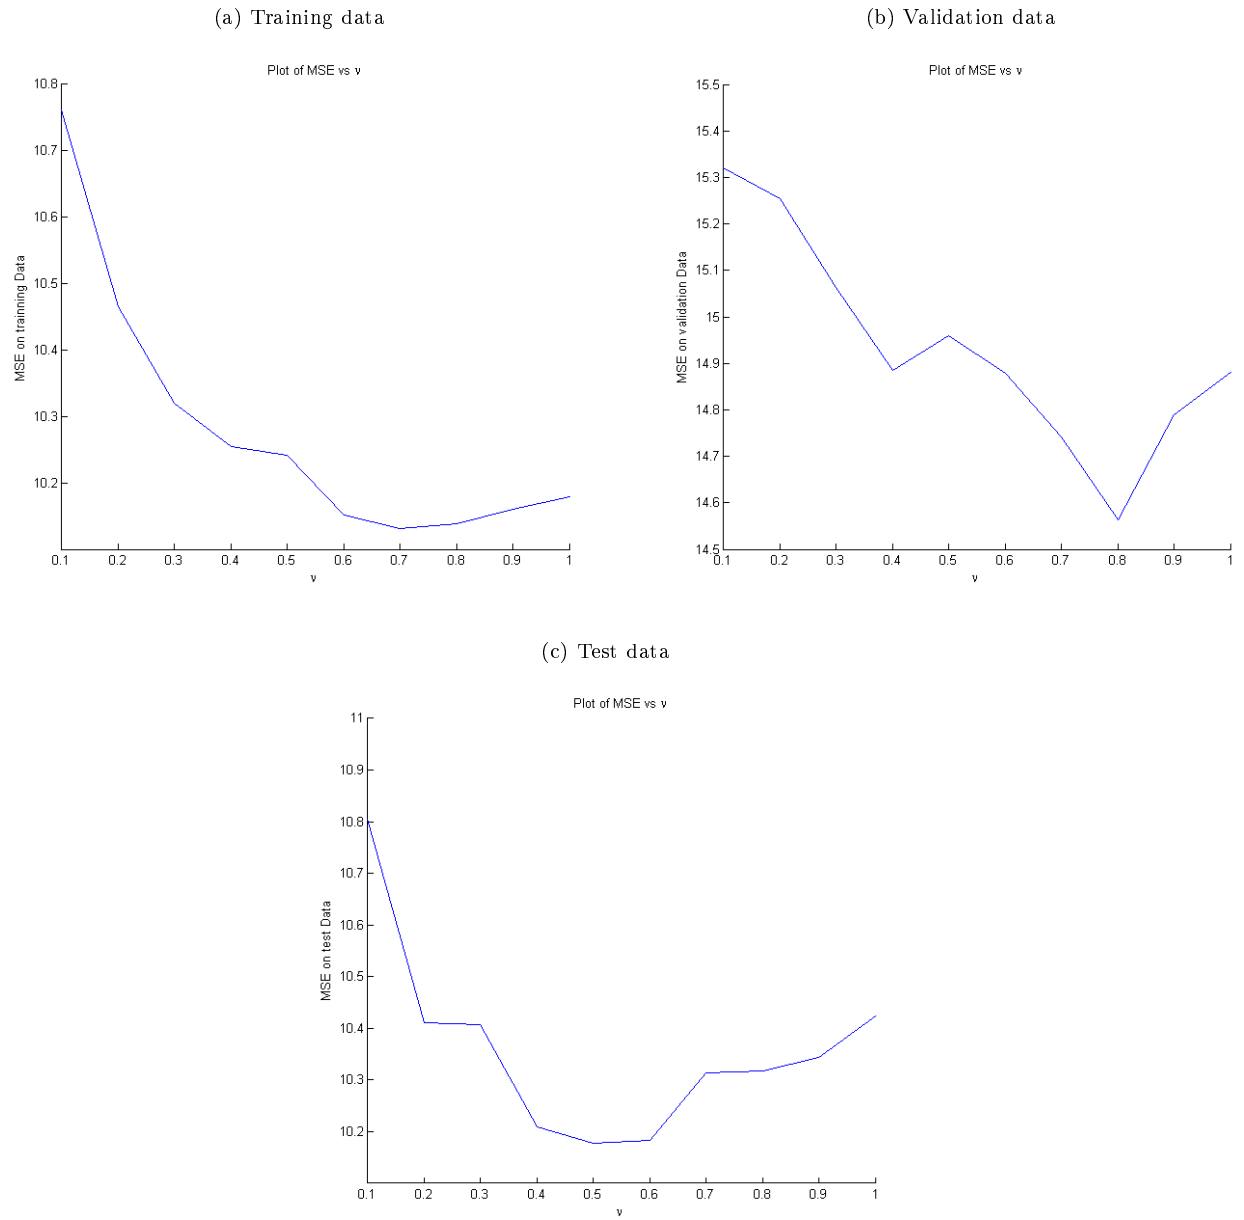 (a) Training data
(b) Validation data
Plot of MSE vs ν
10.8
10.7
10.6
10.5
10.4
10.3
10.2
MSE on trainning Data
0.1 0.2 0.3 0.4 0.5 0.6 0.7 0.8 0.9 1
ν
Plot of MSE vs ν
15.5
15.4
15.3
15.2
15.1
15
14.9
14.8
14.7
14.6
14.5
MSE on validation Data
0.1 0.2 0.3 0.4 0.5 0.6 0.7 0.8 0.9 1
ν
(c) Test data
Plot of MSE vs ν
11
10.9
10.8
10.7
10.6
10.5
10.4
10.3
10.2
MSE on test Data
0.1 0.2 0.3 0.4 0.5 0.6 0.7 0.8 0.9 1
ν